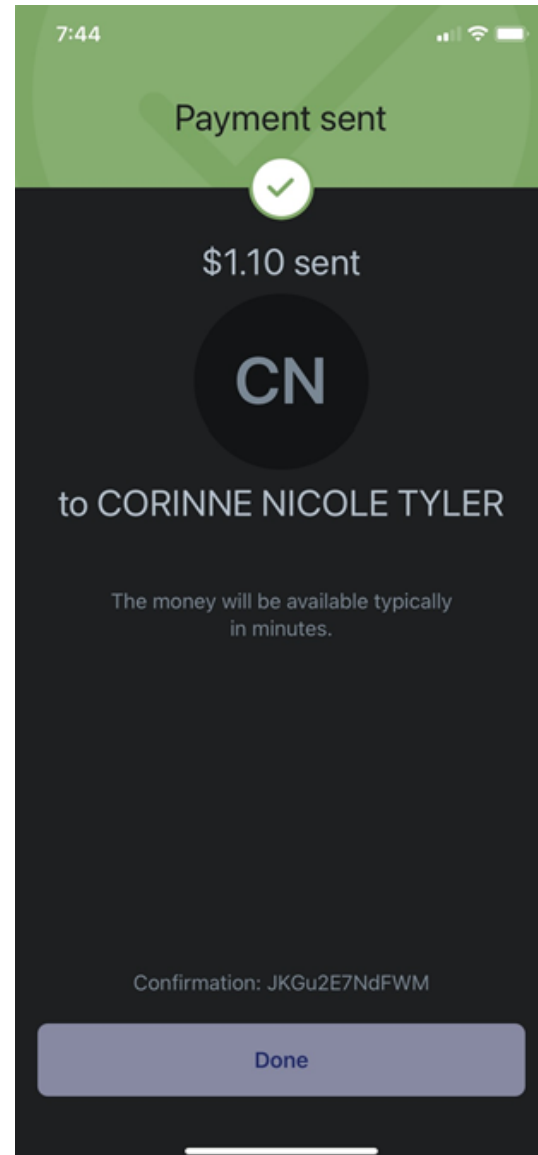 7:44
Payment sent
$1.10 sent
CN
to CORINNE NICOLE TYLER
The money will be available typically
in minutes.
Confirmation: JKGu2E7NdFWM
Done